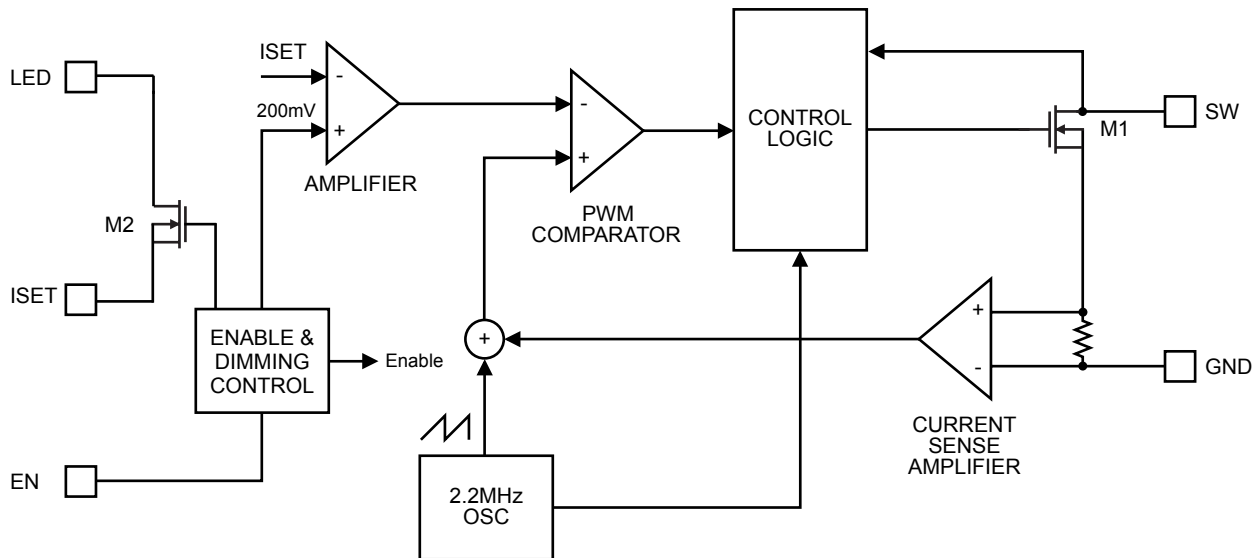 LED
ISET
-
200mV
+
AMPLIFIER
-
+
PWM
COMPARATOR
CONTROL
LOGIC
M1
SW
M2
ISET
ENABLE &
DIMMING
CONTROL
Enable
EN
+
2.2MHz
OSC
+
-
CURRENT
SENSE
AMPLIFIER
GND